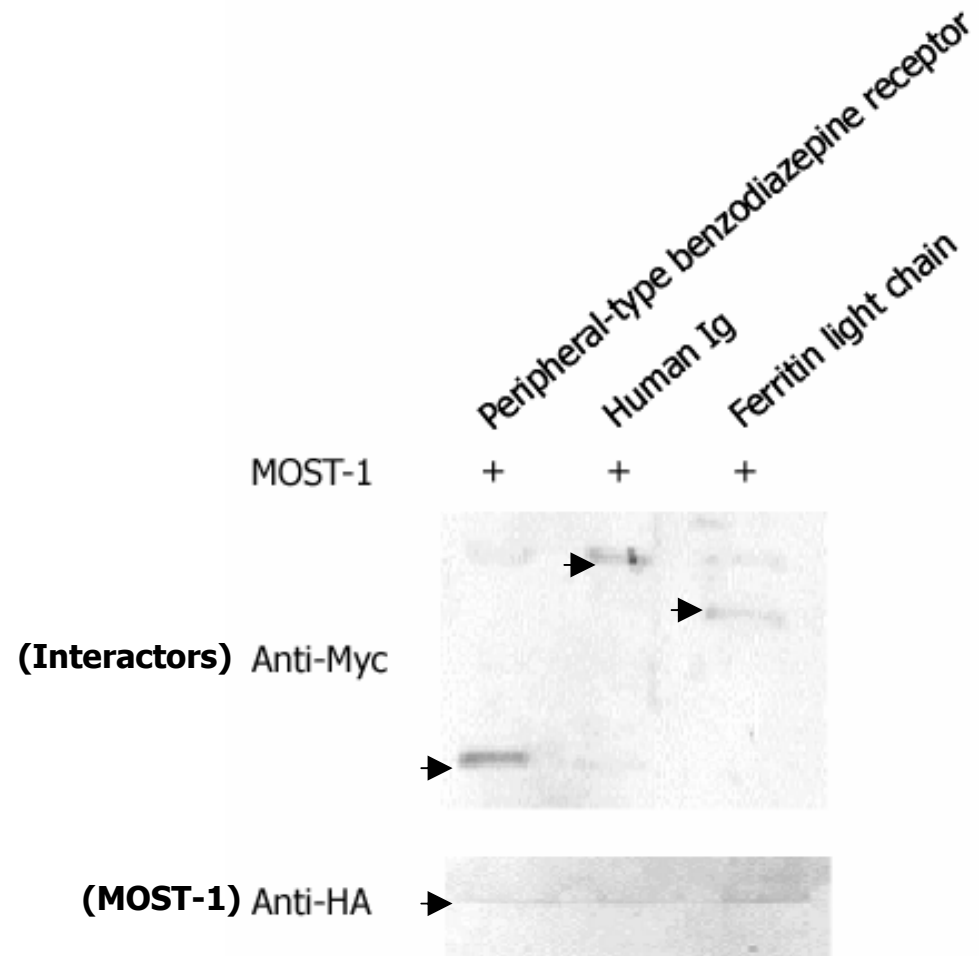 Peripheral-type benzodiazepine receptor
Human Ig
Ferritin light chain
MOST-1 + + +
(Interactors) Anti-Myc
(MOST-1) Anti-HA